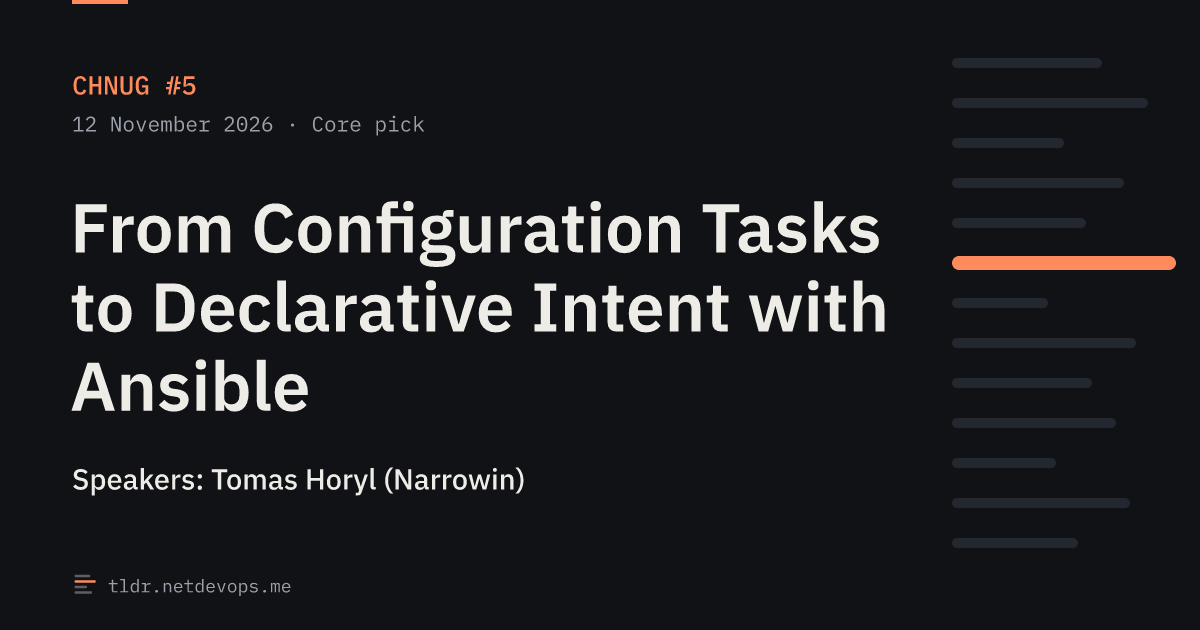 CHNUG #5
12 November 2026 · Core pick
From Configuration Tasks
to Declarative Intent with
Ansible
Speakers: Tomas Horyl (Narrowin)
tldr.netdevops.me